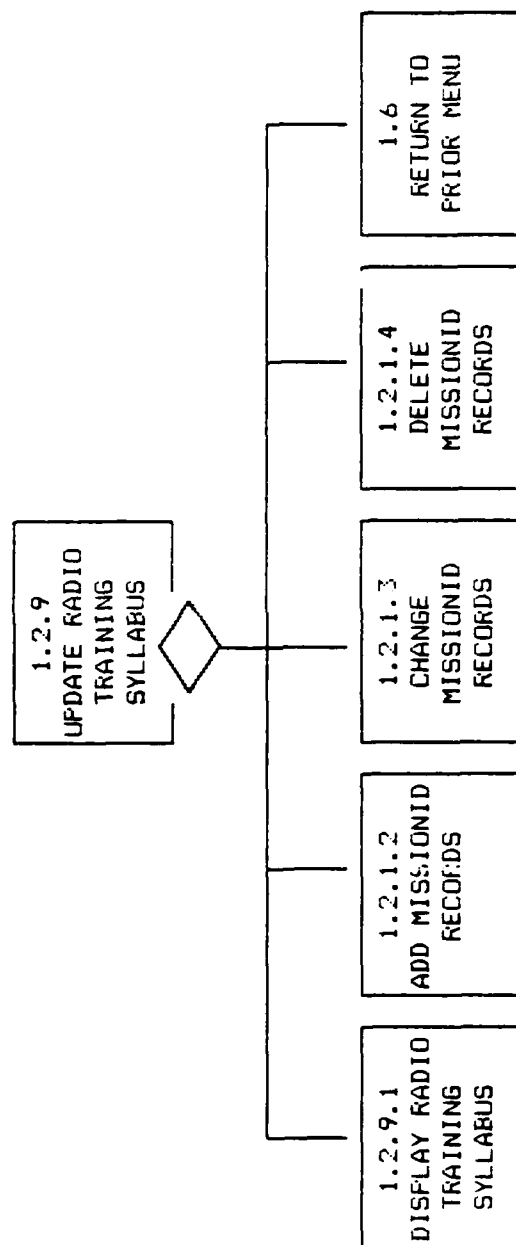 1.2.9
UPDATE RADIO
TRAINING
SYLLABUS
1.2.9.1
DISPLAY RADIO
TRAINING
SYLLABUS
1.2.1.2
ADD MISSIONID
RECORDS
1.2.1.3
CHANGE
MISSIONID
RECORDS
1.2.1.4
DELETE
MISSIONID
RECORDS
1.6
RETURN TO
PRIOR MENU